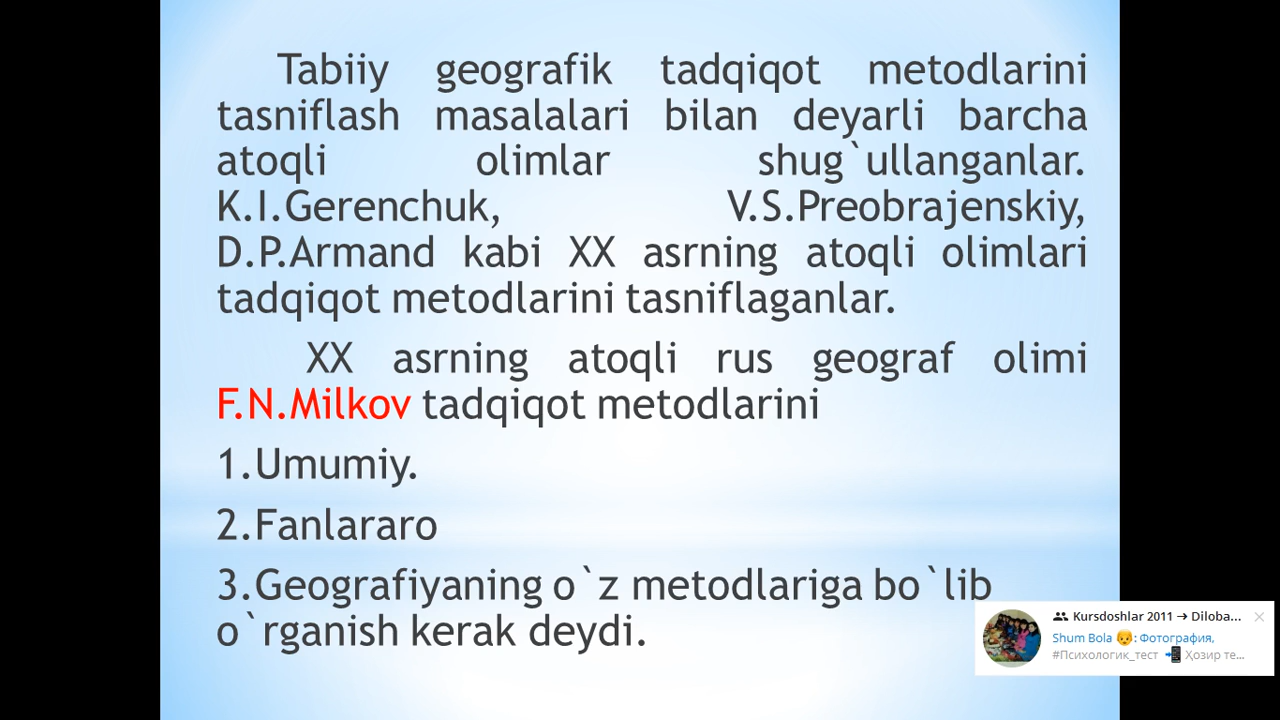 Tabiiy geografik tadqiqot metodlarini
tasniflash masalalari bilan deyarli barcha
atoqli olimlar shug`ullanganlar.
K.I.Gerenchuk, V.S.Preobrajenskiy,
D.P.Armand kabi XX asrning atoqli olimlari
tadqiqot metodlarini tasniflaganlar.
XX asrning atoqli rus geograf olimi
F.N.Milkov tadqiqot metodlarini
1.Umumiy.
2.Fanlararo
3.Geografiyaning o`z metodlariga bo`lib
o`rganish kerak deydi.
Kursdoshlar 2011 → Diloba...
Shum Bola 👴: Фотография,
#Психологик_тест 📲 Ҳозир те...